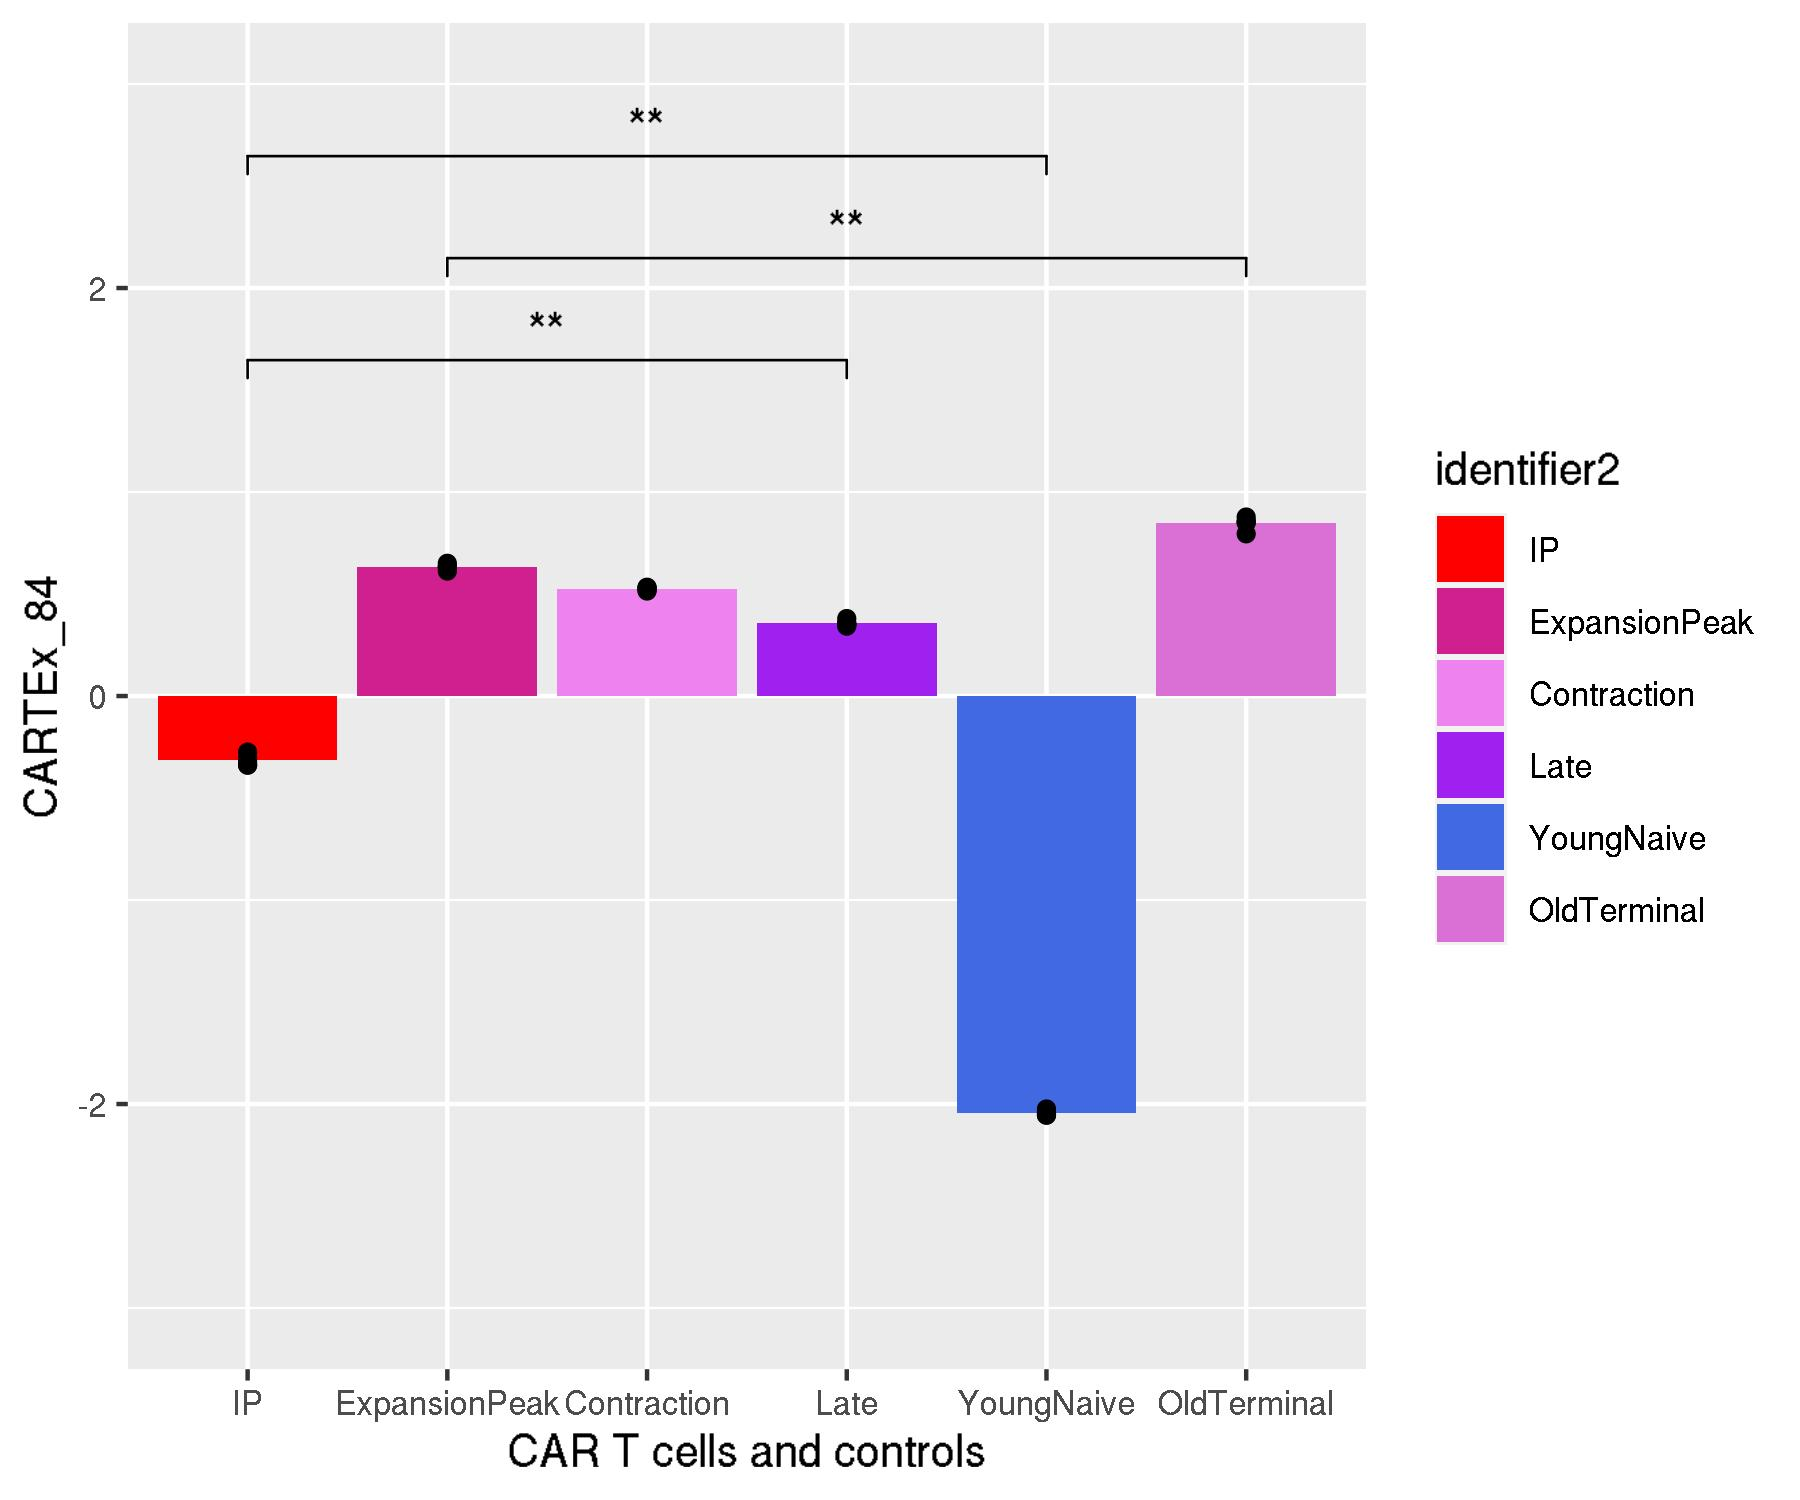 **
**
**
2
0
-2
CARTEx_84
IP ExpansionPeak Contraction Late YoungNaive OldTerminal
CAR T cells and controls
identifier2
IP
ExpansionPeak
Contraction
Late
YoungNaive
OldTerminal